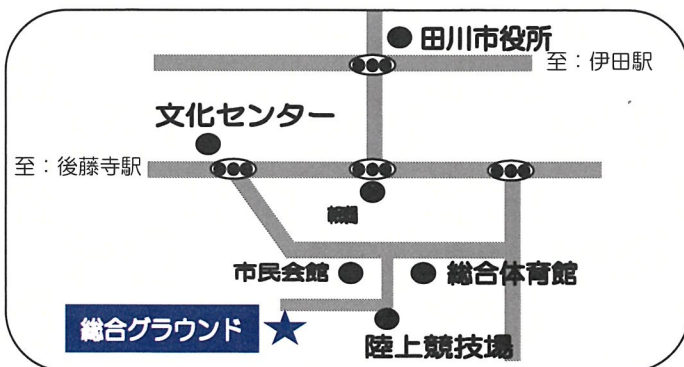 田川市役所
至：伊田駅
文化センター
至：後藤寺駅
市民会館
総合体育館
総合グラウンド
陸上競技場